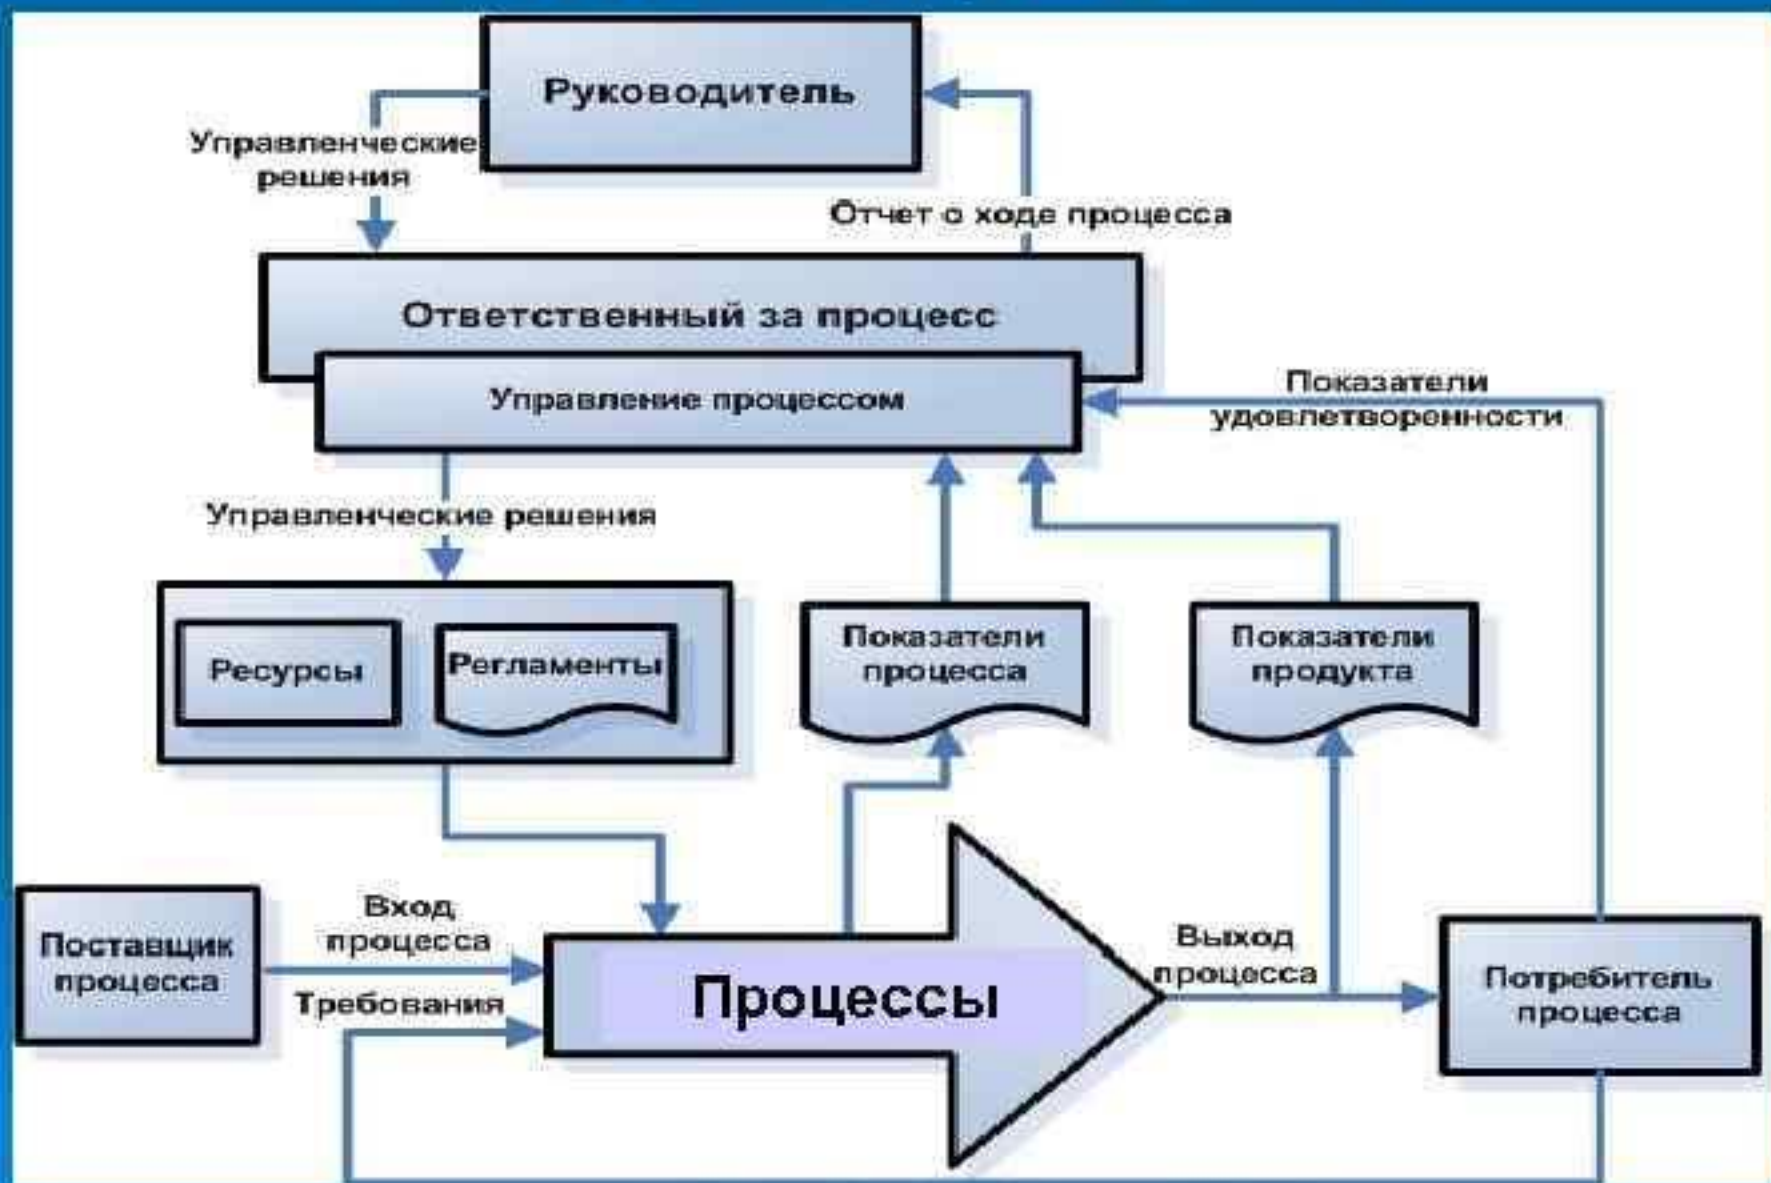 Руководитель
Управленческие
решения
Отчет о ходе процесса
Ответственный за процесс
Управление процессом
Показатели
удовлетворенности
Управленческие решения
Ресурсы
Регламенты
Показатели
процесса
Показатели
продукта
Поставщик
процесса
Вход
процесса
Требования
Процессы
Выход
процесса
Потребитель
процесса